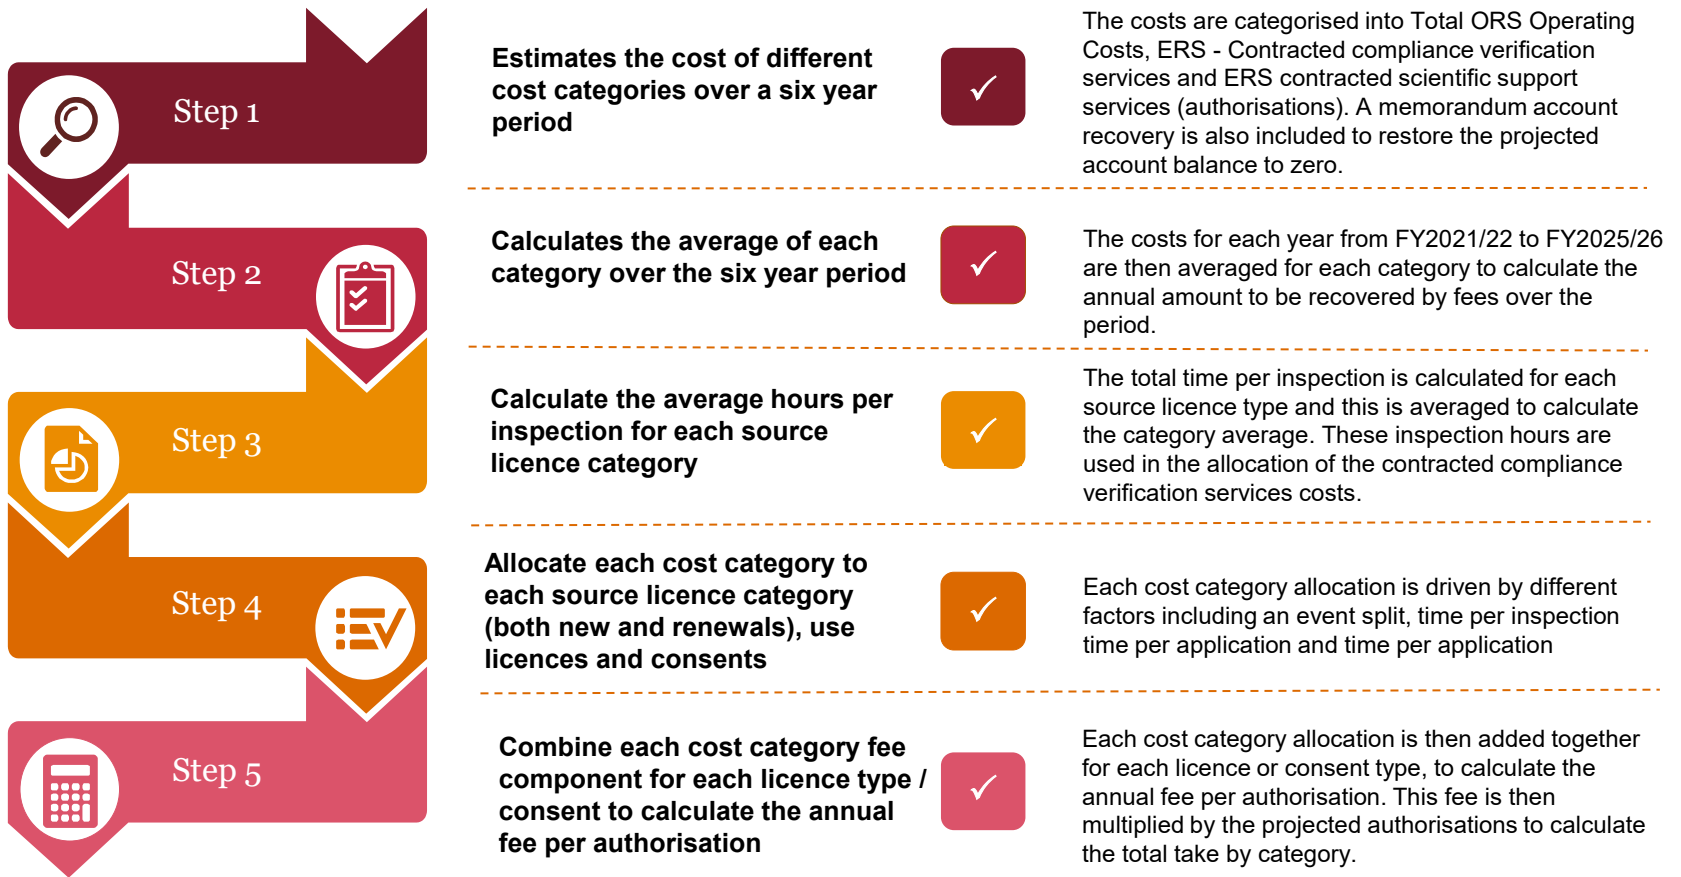 Step 1
Estimates the cost of different
cost categories over a six year
period
The costs are categorised into Total ORS Operating
Costs, ERS - Contracted compliance verification
services and ERS contracted scientific support
services (authorisations). A memorandum account
recovery is also included to restore the projected
account balance to zero.
Step 2
Calculates the average of each
category over the six year period
The costs for each year from FY2021/22 to FY2025/26
are then averaged for each category to calculate the
annual amount to be recovered by fees over the
period.
Step 3
Calculate the average hours per
inspection for each source
licence category
The total time per inspection is calculated for each
source licence type and this is averaged to calculate
the category average. These inspection hours are
used in the allocation of the contracted compliance
verification services costs.
Step 4
Allocate each cost category to
each source licence category
(both new and renewals), use
licences and consents
Each cost category allocation is driven by different
factors including an event split, time per inspection
time per application and time per application
Step 5
Combine each cost category fee
component for each licence type /
consent to calculate the annual
fee per authorisation
Each cost category allocation is then added together
for each licence or consent type, to calculate the
annual fee per authorisation. This fee is then
multiplied by the projected authorisations to calculate
the total take by category.